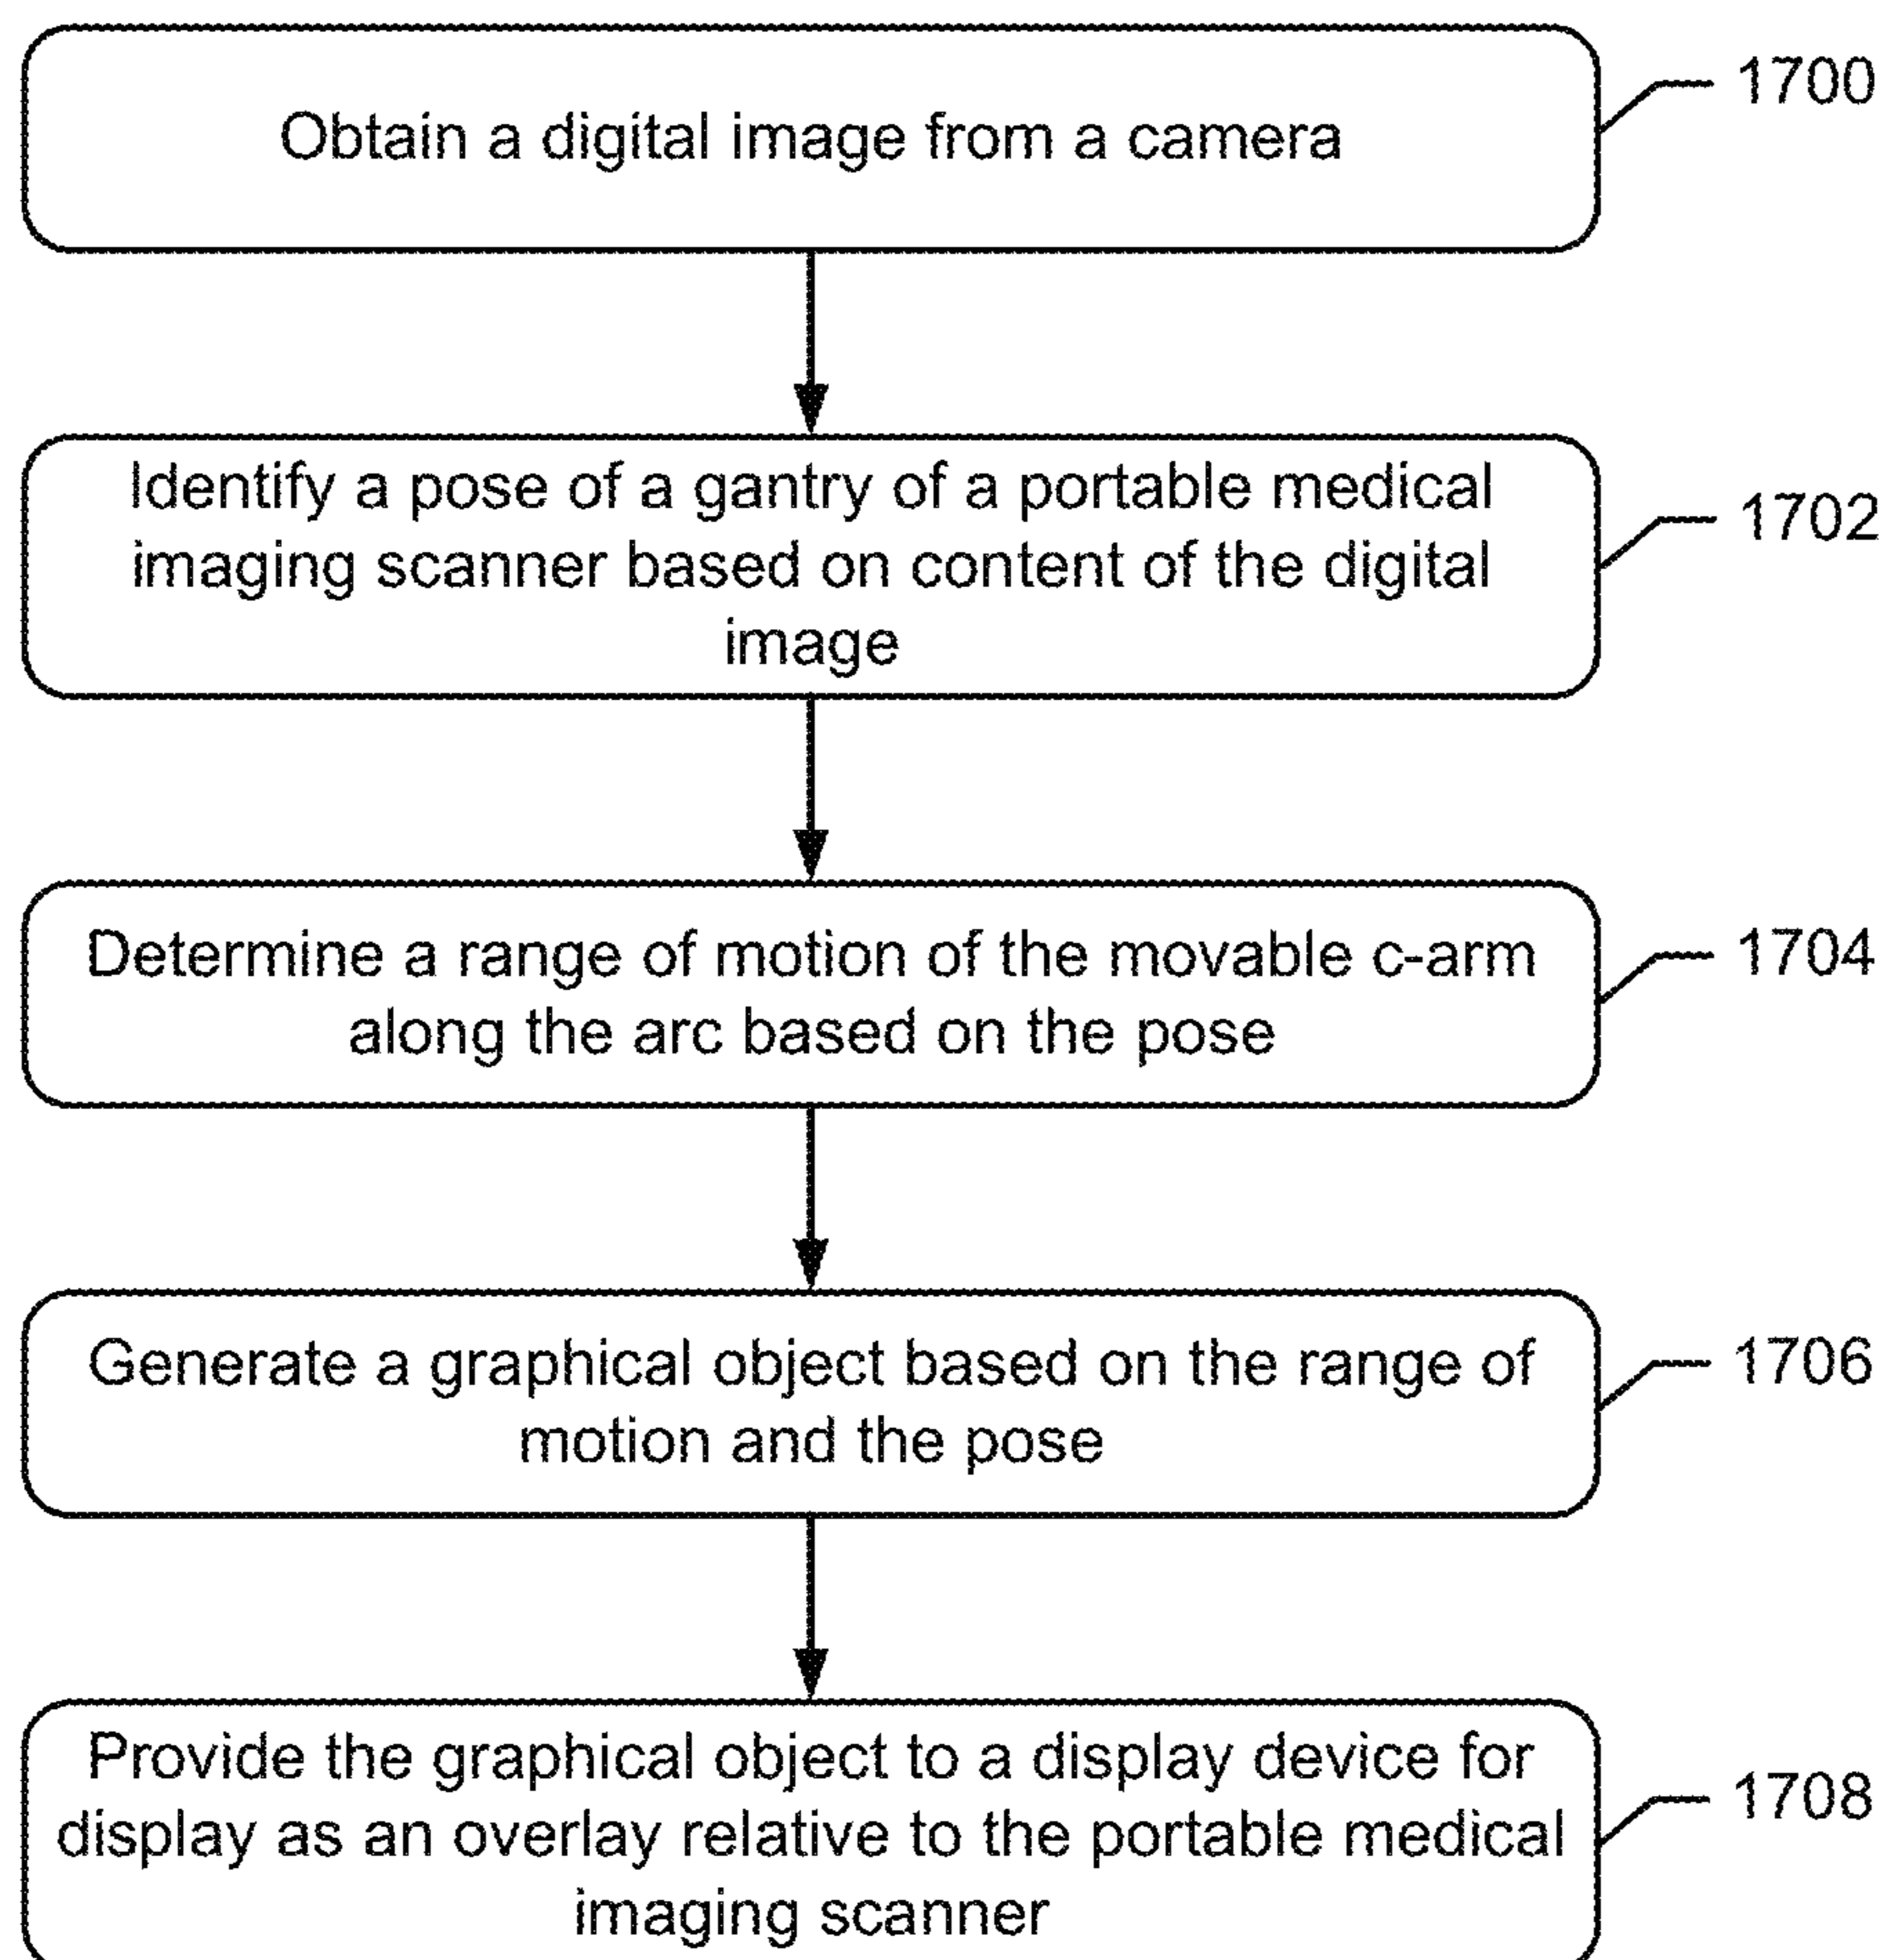 Obtain a digital image from a camera
1700
Identify a pose of a gantry of a portable medical
imaging scanner based on content of the digital
image
1702
Determine a range of motion of the movable c-arm
along the arc based on the pose
1704
Generate a graphical object based on the range of
motion and the pose
1706
Provide the graphical object to a display device for
display as an overlay relative to the portable medical
imaging scanner
1708